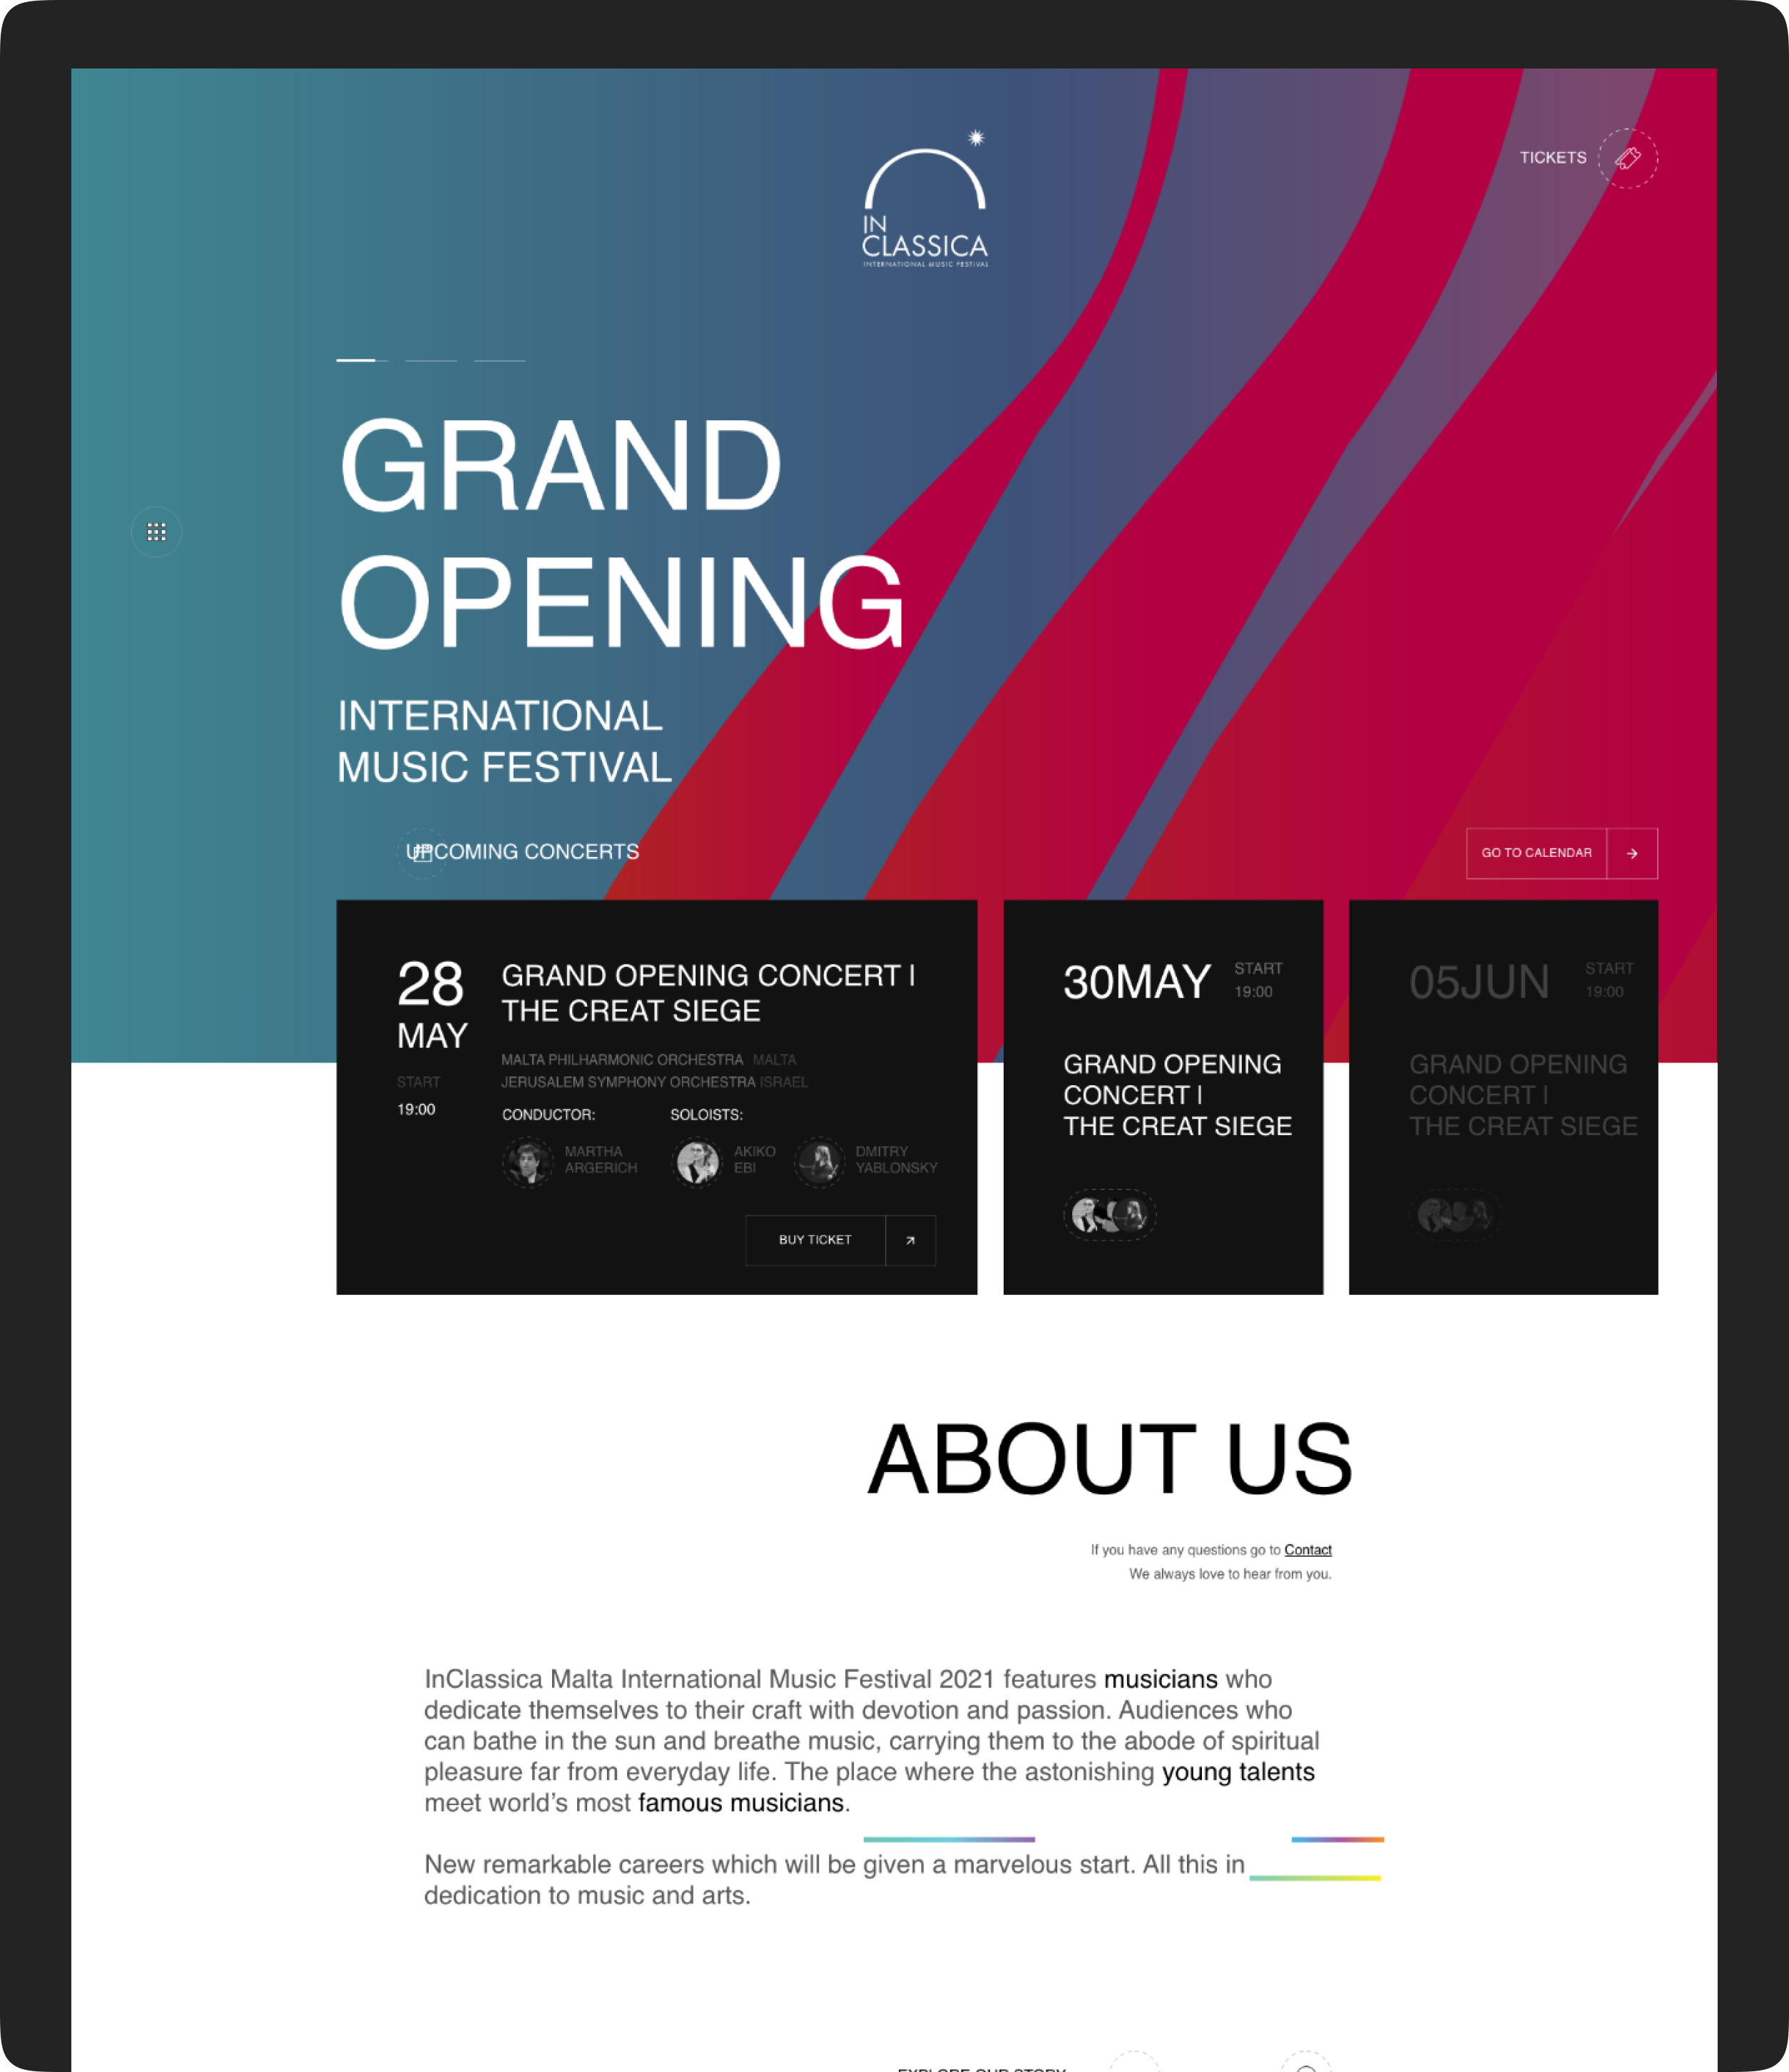 IN
CLASSICA
INTERNATIONAL MUSIC FESTIVAL
TICKETS
GRAND
OPENING
INTERNATIONAL
MUSIC FESTIVAL
UPCOMING CONCERTS
GO TO CALENDAR
28
MAY
START
19:00
GRAND OPENING CONCERT I
THE CREAT SIEGE
MALTA PHILHARMONIC ORCHESTRA MALTA
JERUSALEM SYMPHONY ORCHESTRA ISRAEL
CONDUCTOR:
MARTHA
ARGERICH
SOLOISTS:
AKIKO
EBI
DMITRY
YABLONSKY
BUY TICKET
30MAY
START
19:00
GRAND OPENING
CONCERT I
THE CREAT SIEGE
05JUN
START
19:00
GRAND OPENING
CONCERT I
THE CREAT SIEGE
ABOUT US
If you have any questions go to Contact
We always love to hear from you.
InClassica Malta International Music Festival 2021 features musicians who
dedicate themselves to their craft with devotion and passion. Audiences who
can bathe in the sun and breathe music, carrying them to the abode of spiritual
pleasure far from everyday life. The place where the astonishing young talents
meet world's most famous musicians.
New remarkable careers which will be given a marvelous start. All this in
dedication to music and arts.
EXPLORE OUR STORY